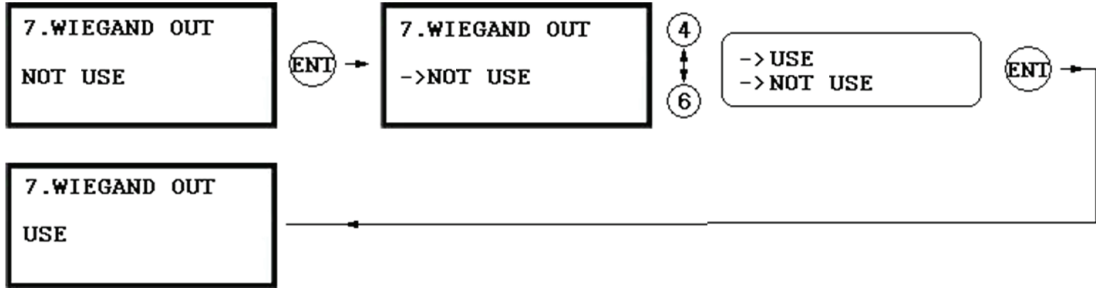 7.WIEGAND OUT
NOT USE
ENT
7.WIEGAND OUT
->NOT USE
4
6
->USE
->NOT USE
ENT
7.WIEGAND OUT
USE